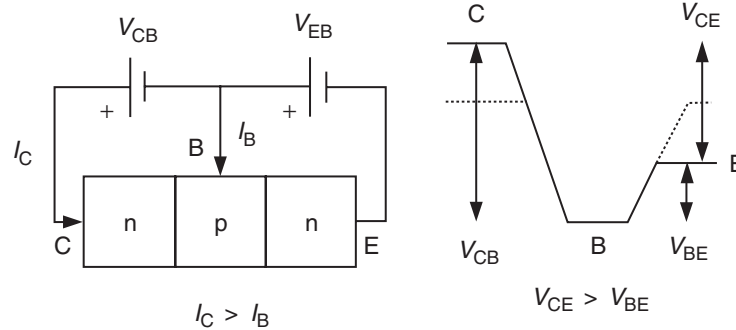 V_CB V_EB
+ +
I_C B I_B
n p n
C E
I_C > I_B
C
V_CE
E
V_CB B V_BE
V_CE > V_BE